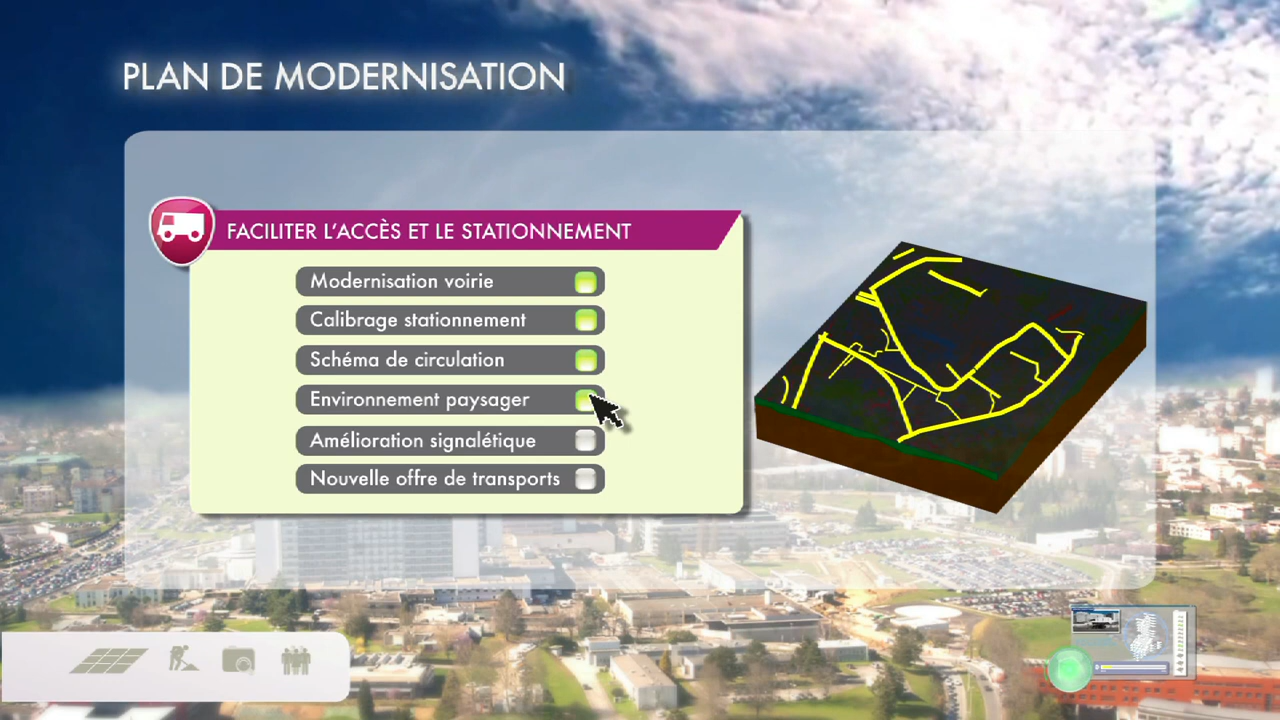 PLAN DE MODERNISATION
FACILITER L'ACCÈS ET LE STATIONNEMENT
Modernisation voirie
Calibrage stationnement
Schéma de circulation
Environnement paysager
Amélioration signalétique
Nouvelle offre de transports